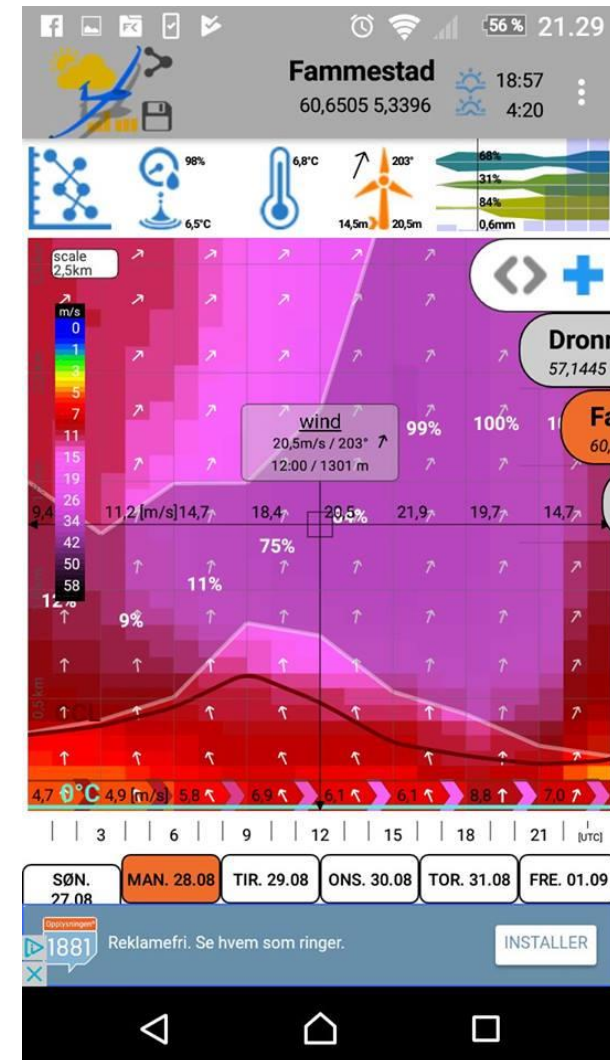 56 % 21.29
Fammestad
60,6505 5,3396
18:57
4:20
98%
6,5°C
6,8°C
203°
14,5m 20,5m
68%
31%
84%
0,6mm
scale
2,5km
m/s
0
1
3
5
7
11
15
19
26
34
42
50
58
Dronn
57,1445
Fa
60,
wind
20,5m/s / 203°
12:00 / 1301 m
99% 100% 1
9,4 11,2 [m/s] 14,7 18,4 20,5 21,9 19,7 14,7
75%
11%
12%
9%
0,5 km
CCL
4,7 0°C 4,9 [m/s] 5,8 6,9 6,1 6,1 8,8 7,0
3 6 9 12 15 18 21 [UTC]
SØN.
27.08
MAN. 28.08
TIR. 29.08
ONS. 30.08
TOR. 31.08
FRE. 01.09
Opplysningen
1881
Reklamefri. Se hvem som ringer.
INSTALLER